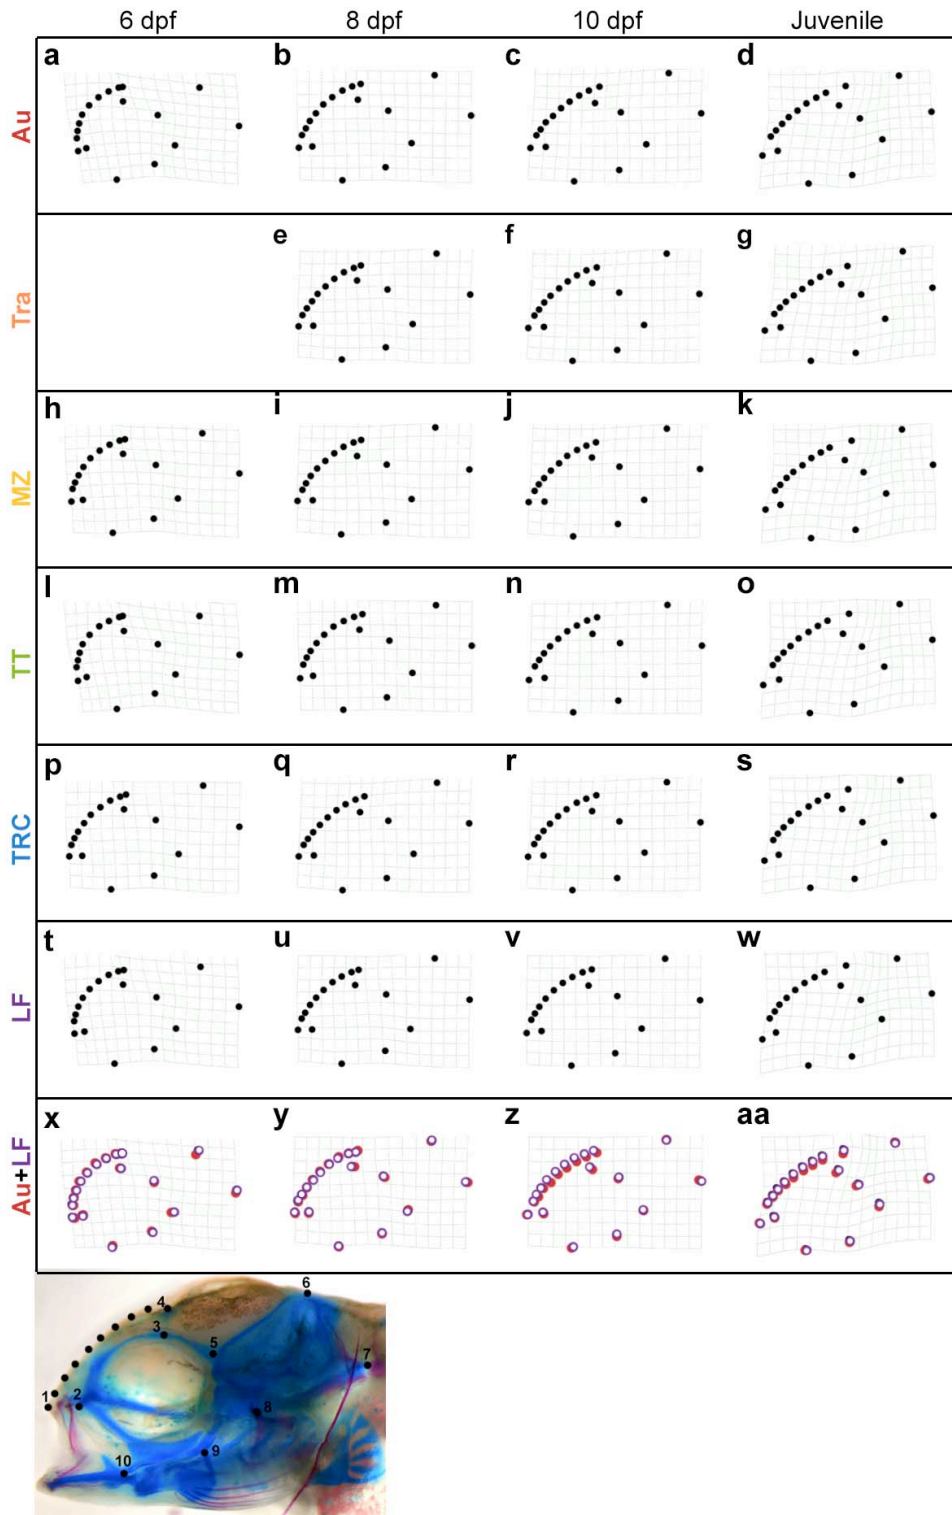 6 dpf 8 dpf 10 dpf Juvenile
a b c d
Au
e f g
Tra
h i j k
MZ
l m n o
TT
p q r s
TRC
t u v w
LF
x y z aa
Au+LF
6
4
3
5
7
1 2
8
9
10